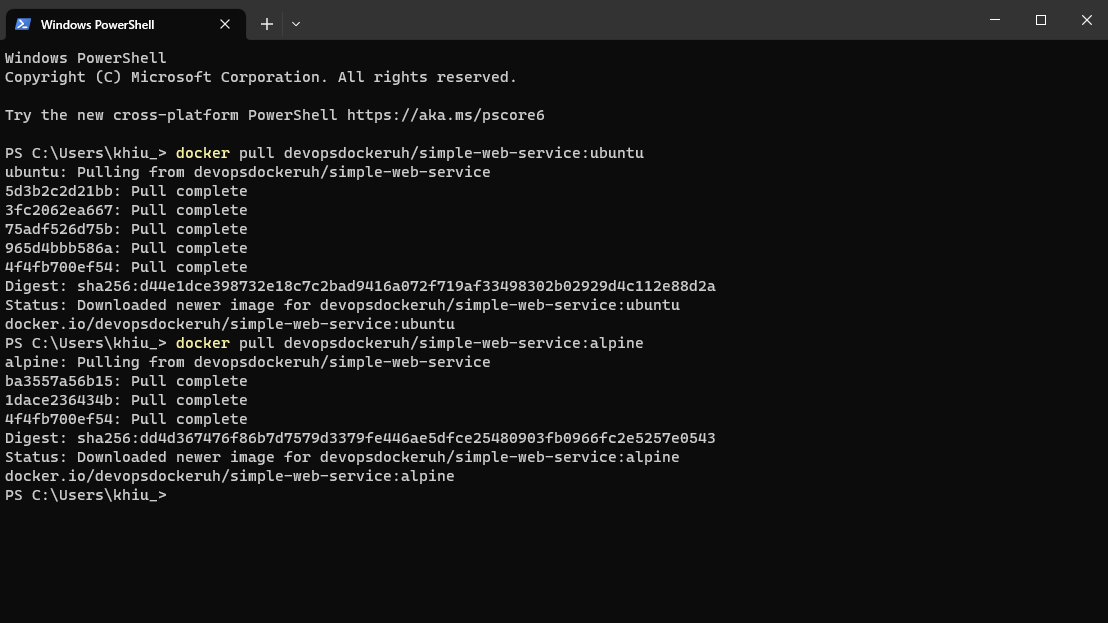 Windows PowerShell
Windows PowerShell
Copyright (C) Microsoft Corporation. All rights reserved.
Try the new cross-platform PowerShell https://aka.ms/pscore6
PS C:\Users\khiu_> docker pull devopsdockeruh/simple-web-service:ubuntu
ubuntu: Pulling from devopsdockeruh/simple-web-service
5d3b2c2d21bb: Pull complete
3fc2062ea667: Pull complete
75adf526d75b: Pull complete
965d4bbb586a: Pull complete
4f4fb700ef54: Pull complete
Digest: sha256:d44e1dce398732e18c7c2bad9416a072f719af33498302b02929d4c112e88d2a
Status: Downloaded newer image for devopsdockeruh/simple-web-service:ubuntu
docker.io/devopsdockeruh/simple-web-service:ubuntu
PS C:\Users\khiu_> docker pull devopsdockeruh/simple-web-service:alpine
alpine: Pulling from devopsdockeruh/simple-web-service
ba3557a56b15: Pull complete
1dace236434b: Pull complete
4f4fb700ef54: Pull complete
Digest: sha256:dd4d367476f86b7d7579d3379fe446ae5dfce25480903fb0966fc2e5257e0543
Status: Downloaded newer image for devopsdockeruh/simple-web-service:alpine
docker.io/devopsdockeruh/simple-web-service:alpine
PS C:\Users\khiu_>